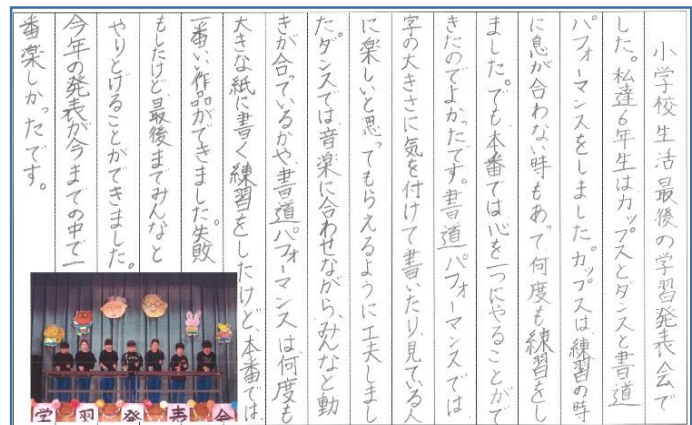 小学校生活最後の学習発表会で
した。私達6年生はカップスとダンスと書道
パフォーマンスをしました。カップスは、練習の時
に息が合わない時もあって何度も練習をし
ました。でも、本番では心を一つにやることがで
きたのでよかったです。書道パフォーマンスでは、
字の大きさに気を付けて書いたり、見ている人
に楽しいと思ってもらえるように工夫しまし
た。ダンスでは、音楽に合わせながら、みんなと動
きが合っているかや、書道パフォーマンスは何度も
大きな紙に書く練習をしたけど、本番では、
一番いい作品ができました。失敗
もしたけど、最後までみんなと
やりとげることができました。
今年の発表が今までの中で一
番楽しかったです。
学習発表会